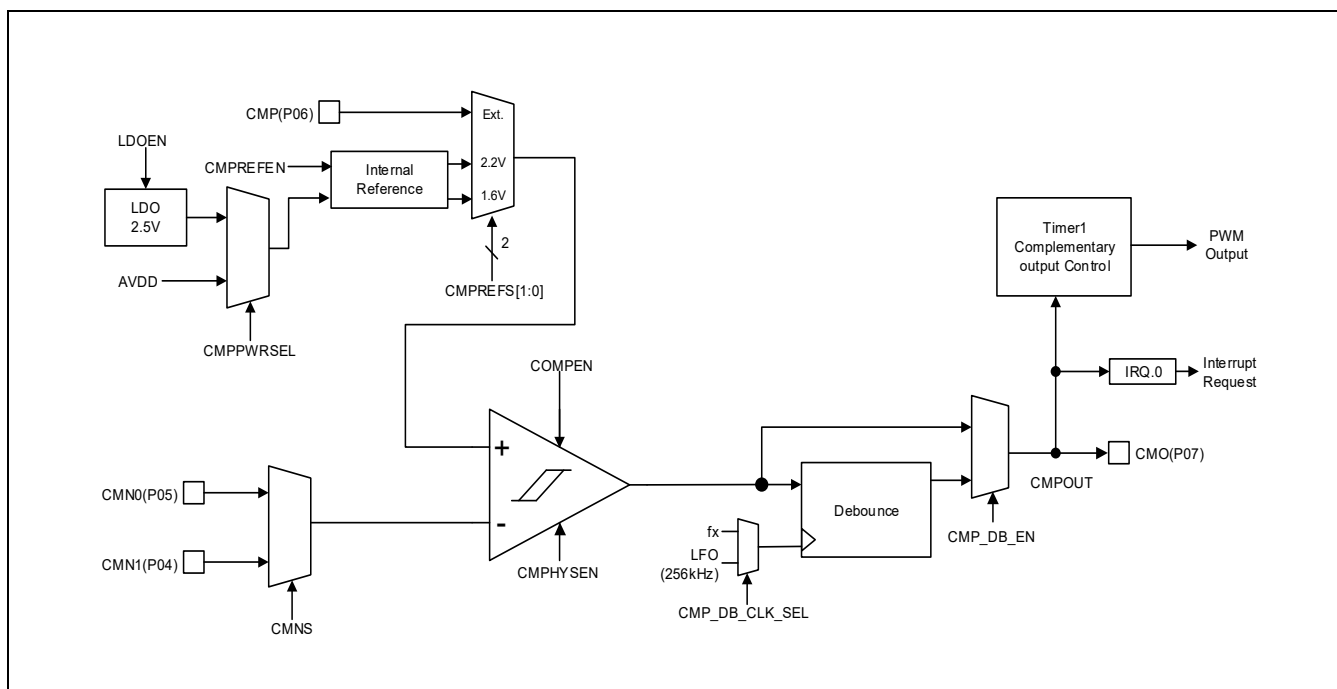 CMP(P06)
Ext.
LDOEN
CMPREFEN
Internal
Reference
2.2V
1.6V
LDO
2.5V
2
AVDD
CMPREFS[1:0]
CMPPWRSEL
Timer1
Complementary
output Control
PWM
Output
COMPEN
IRQ.0
Interrupt
Request
+
CMN0(P05)
CMO(P07)
CMPOUT
-
Debounce
fx
CMP_DB_EN
LFO
(256kHz)
CMN1(P04)
CMPHYSEN
CMP_DB_CLK_SEL
CMNS